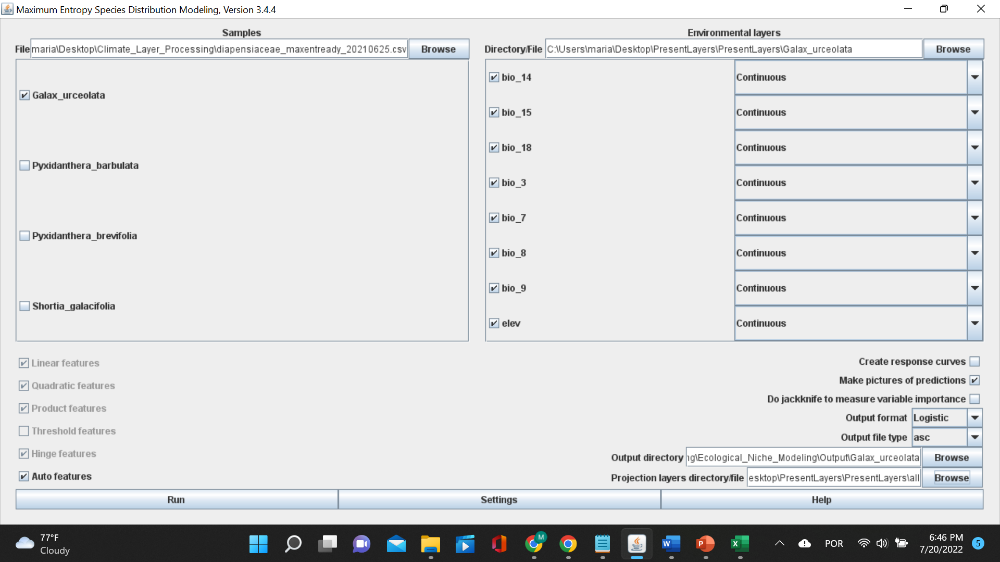 Maximum Entropy Species Distribution Modeling, Version 3.4.4
Samples
File maria\Desktop\Climate_Layer_Processing\diapensiaceae_maxentready_20210625.csv Browse
Galax_urceolata
Pyxidanthera_barbulata
Pyxidanthera_brevifolia
Shortia_galacifolia
Environmental layers
Directory/File C:\Users\maria\Desktop\PresentLayers\PresentLayers\Galax_urceolata Browse
bio_14 Continuous
bio_15 Continuous
bio_18 Continuous
bio_3 Continuous
bio_7 Continuous
bio_8 Continuous
bio_9 Continuous
elev Continuous
Linear features
Quadratic features
Product features
Threshold features
Hinge features
Auto features
Create response curves
Make pictures of predictions
Do jackknife to measure variable importance
Output format Logistic
Output file type asc
Output directory ng\Ecological_Niche_Modeling\Output\Galax_urceolata Browse
Projection layers directory/file esktop\PresentLayers\PresentLayers\all Browse
Run Settings Help
77°F
Cloudy
M
W
P
X
POR
6:46 PM
7/20/2022
5